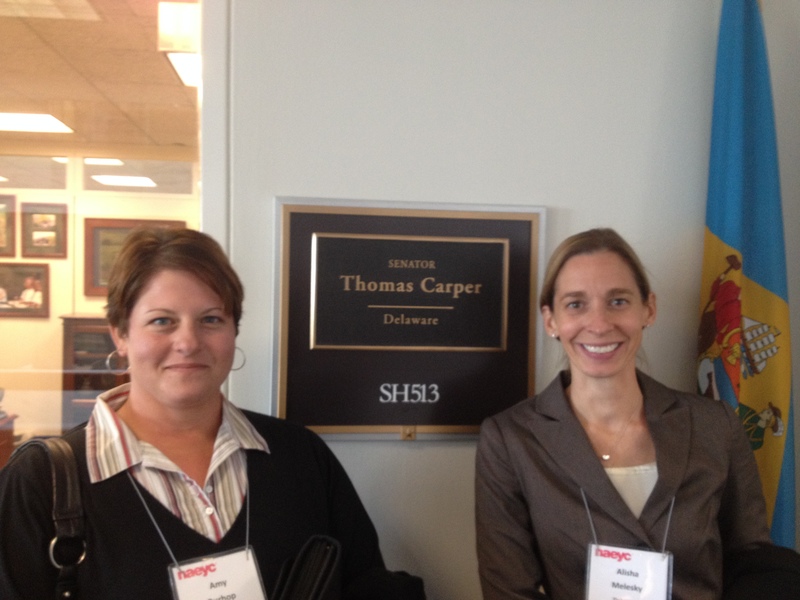 SENATOR
Thomas Carper
Delaware
SH513
naeyc
Amy
naeyc
Alisha
Melesky